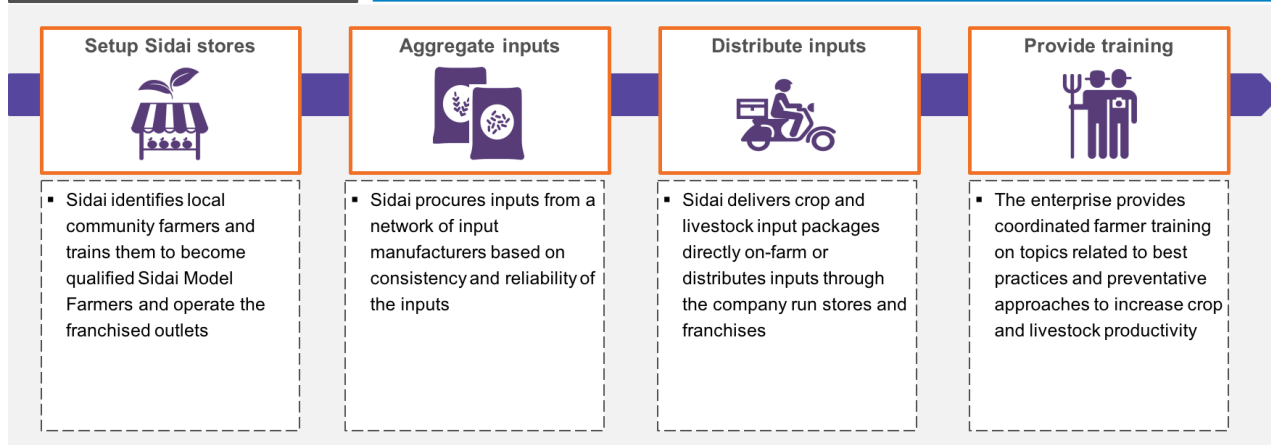 Setup Sidai stores
Aggregate inputs
Distribute inputs
Provide training
▪ Sidai identifies local
community farmers and
trains them to become
qualified Sidai Model
Farmers and operate the
franchised outlets
▪ Sidai procures inputs from a
network of input
manufacturers based on
consistency and reliability of
the inputs
▪ Sidai delivers crop and
livestock input packages
directly on-farm or
distributes inputs through
the company run stores and
franchises
▪ The enterprise provides
coordinated farmer training
on topics related to best
practices and preventative
approaches to increase crop
and livestock productivity